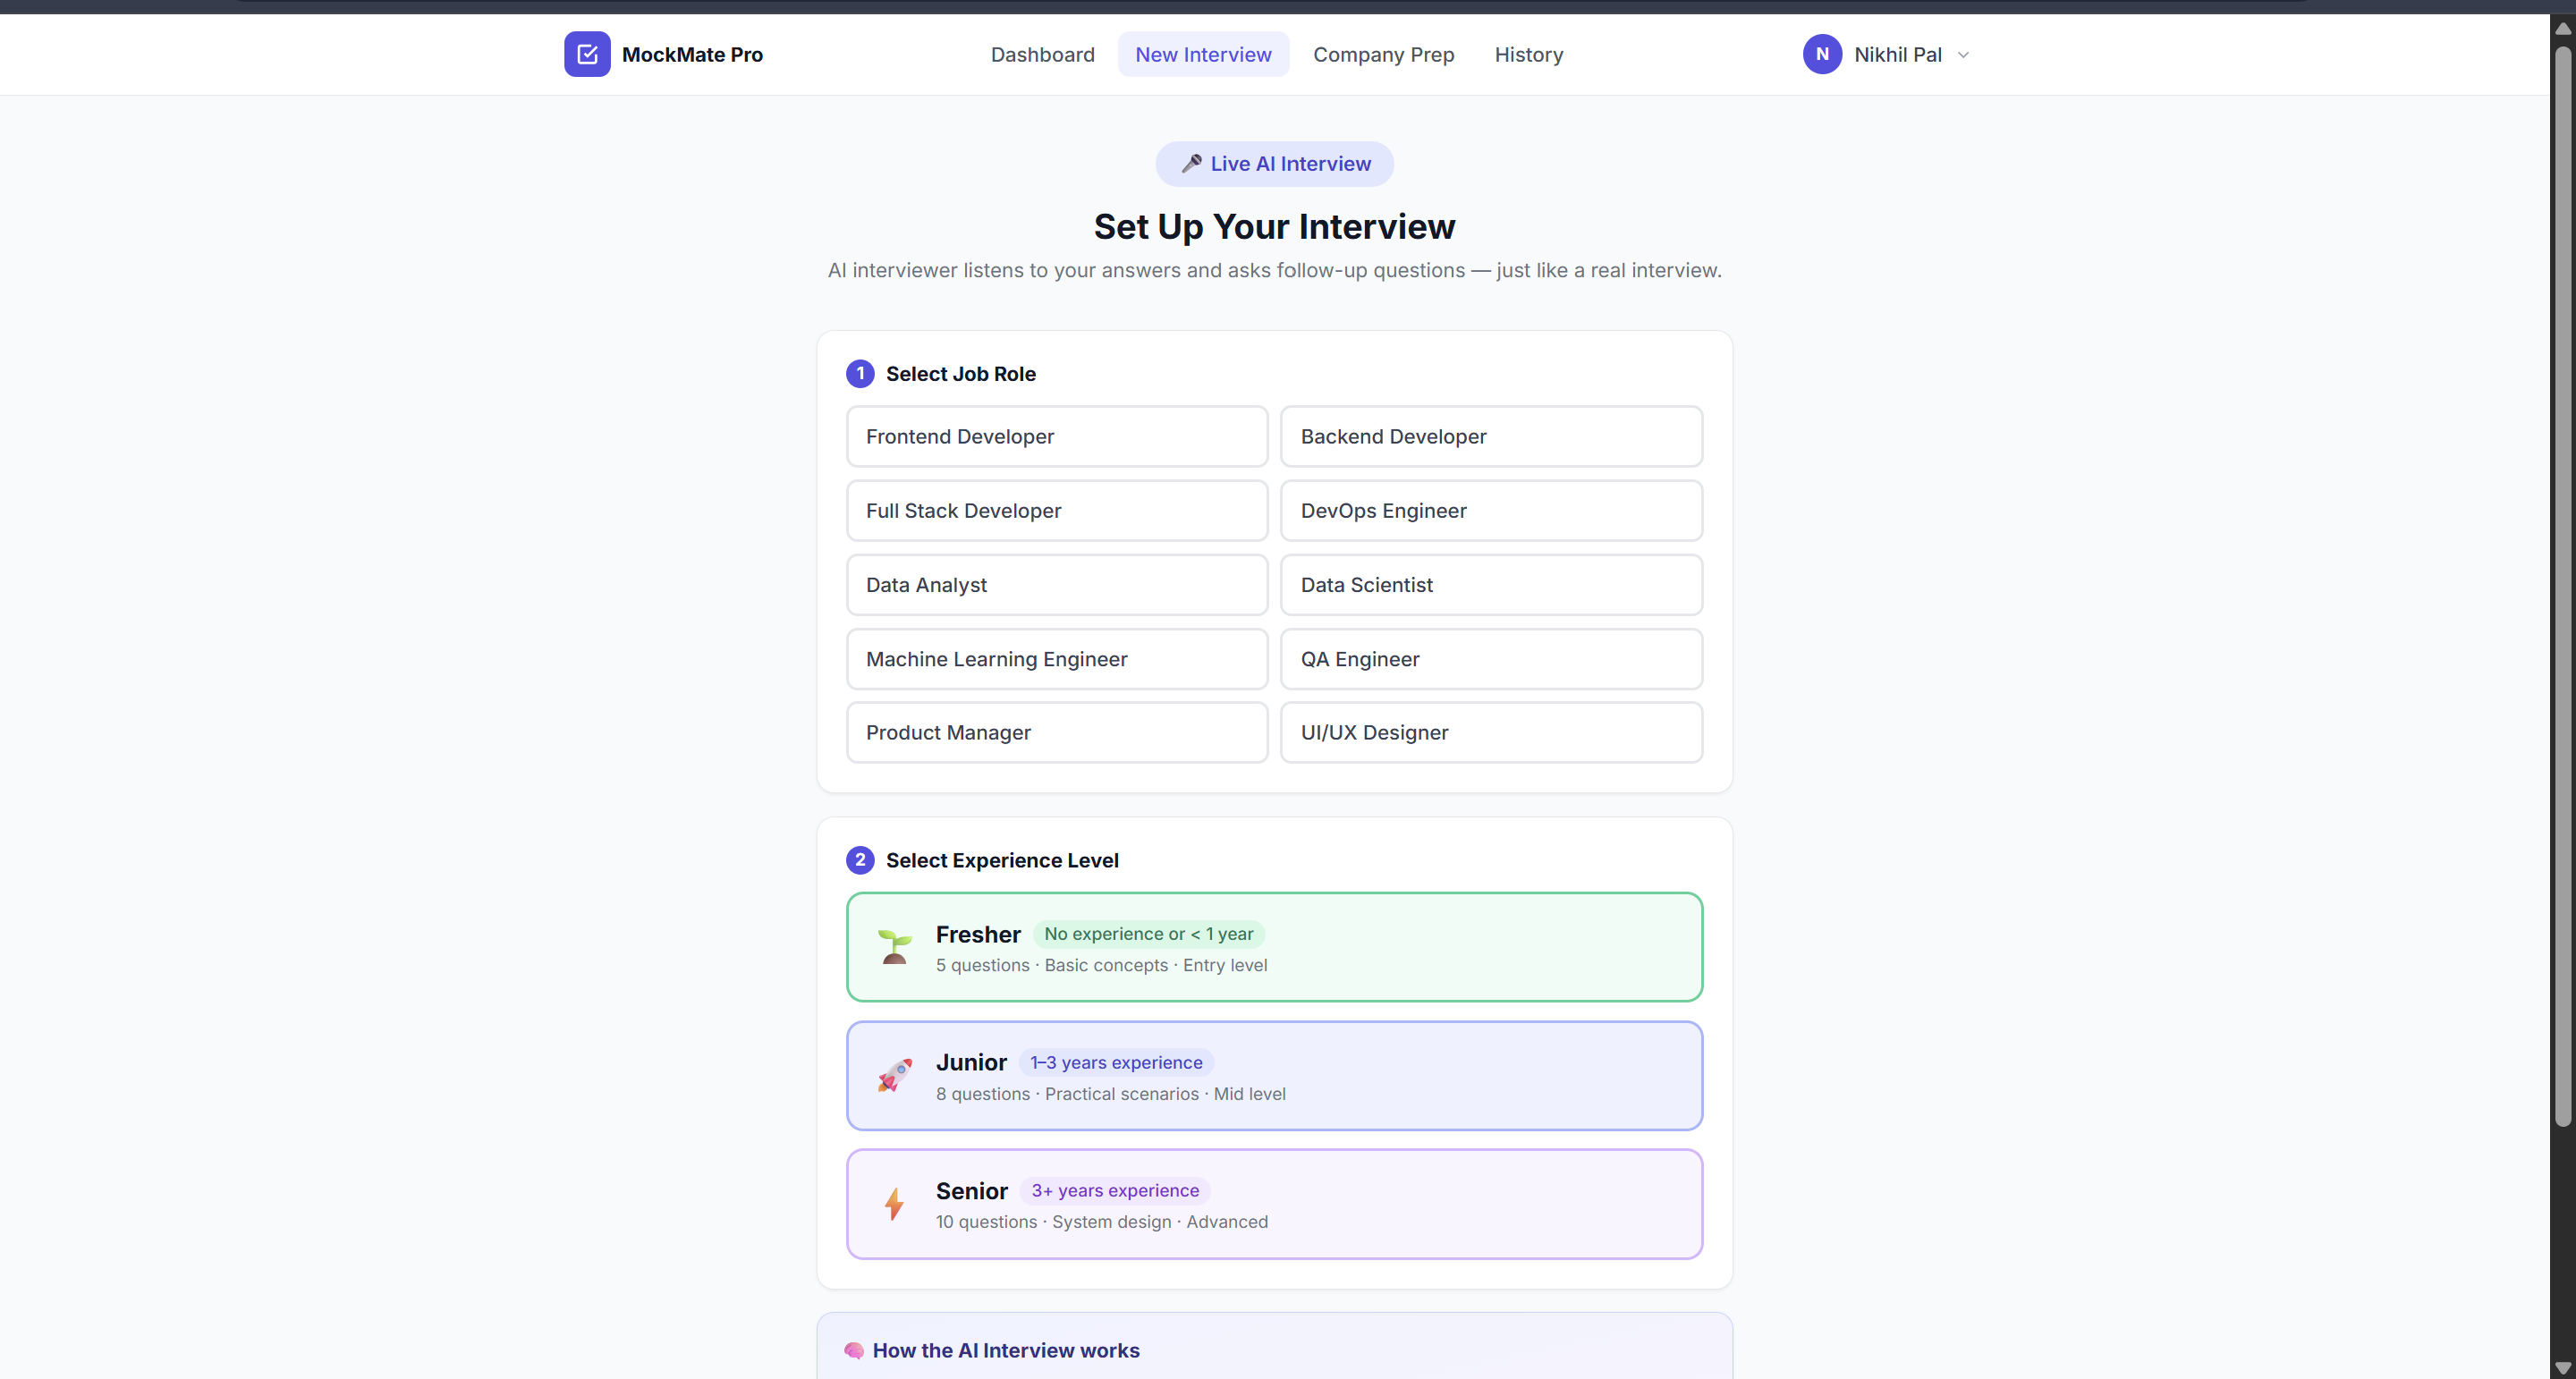 MockMate Pro
Dashboard
New Interview
Company Prep
History
N
Nikhil Pal
🎤 Live AI Interview
Set Up Your Interview
AI interviewer listens to your answers and asks follow-up questions — just like a real interview.
1 Select Job Role
Frontend Developer
Backend Developer
Full Stack Developer
DevOps Engineer
Data Analyst
Data Scientist
Machine Learning Engineer
QA Engineer
Product Manager
UI/UX Designer
2 Select Experience Level
Fresher No experience or < 1 year
5 questions · Basic concepts · Entry level
Junior 1–3 years experience
8 questions · Practical scenarios · Mid level
Senior 3+ years experience
10 questions · System design · Advanced
🧠 How the AI Interview works